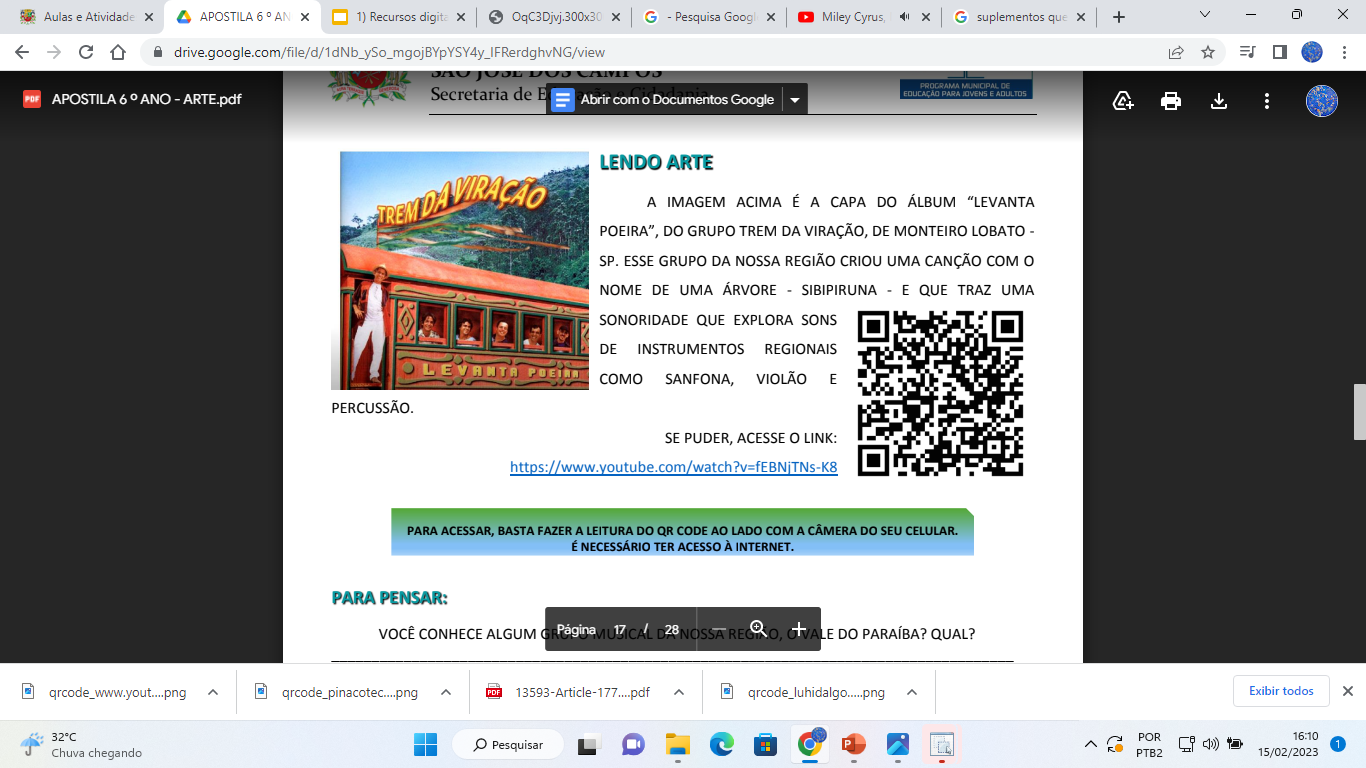 Aulas e Atividade
APOSTILA 6 º AN
1) Recursos digita
OqC3Djvj.300x30
- Pesquisa Goog
Miley Cyrus,
suplementos que
drive.google.com/file/d/1dNb_ySo_mgojBYpYSY4y_IFRerdghvNG/view
SÃO JOSÉ DOS CAMPOS
Secretaria de Educação e Cidadania
PROGRAMA MUNICIPAL DE
EDUCAÇÃO PARA JOVENS E ADULTOS
PDF
APOSTILA 6 º ANO - ARTE.pdf
Abrir com o Documentos Google
TREM DA VIRAÇÃO
LEVANTA POEIRA
LENDO ARTE
A IMAGEM ACIMA É A CAPA DO ÁLBUM “LEVANTA
POEIRA”, DO GRUPO TREM DA VIRAÇÃO, DE MONTEIRO LOBATO -
SP. ESSE GRUPO DA NOSSA REGIÃO CRIOU UMA CANÇÃO COM O
NOME DE UMA ÁRVORE - SIBIPIRUNA - E QUE TRAZ UMA
SONORIDADE QUE EXPLORA SONS
DE INSTRUMENTOS REGIONAIS
COMO SANFONA, VIOLÃO E
PERCUSSÃO.
SE PUDER, ACESSE O LINK:
https://www.youtube.com/watch?v=fEBNjTNs-K8
PARA ACESSAR, BASTA FAZER A LEITURA DO QR CODE AO LADO COM A CÂMERA DO SEU CELULAR.
É NECESSÁRIO TER ACESSO À INTERNET.
PARA PENSAR:
VOCÊ CONHECE ALGUM GRUPO MUSICAL DA NOSSA REGIÃO, O VALE DO PARAÍBA? QUAL?
Página 17 / 28
qrcode_www.yout....png
qrcode_pinacotec....png
PDF
13593-Article-177....pdf
qrcode_luhidalgo.....png
Exibir todos
32°C
Chuva chegando
Pesquisar
POR
PTB2
16:10
15/02/2023
1